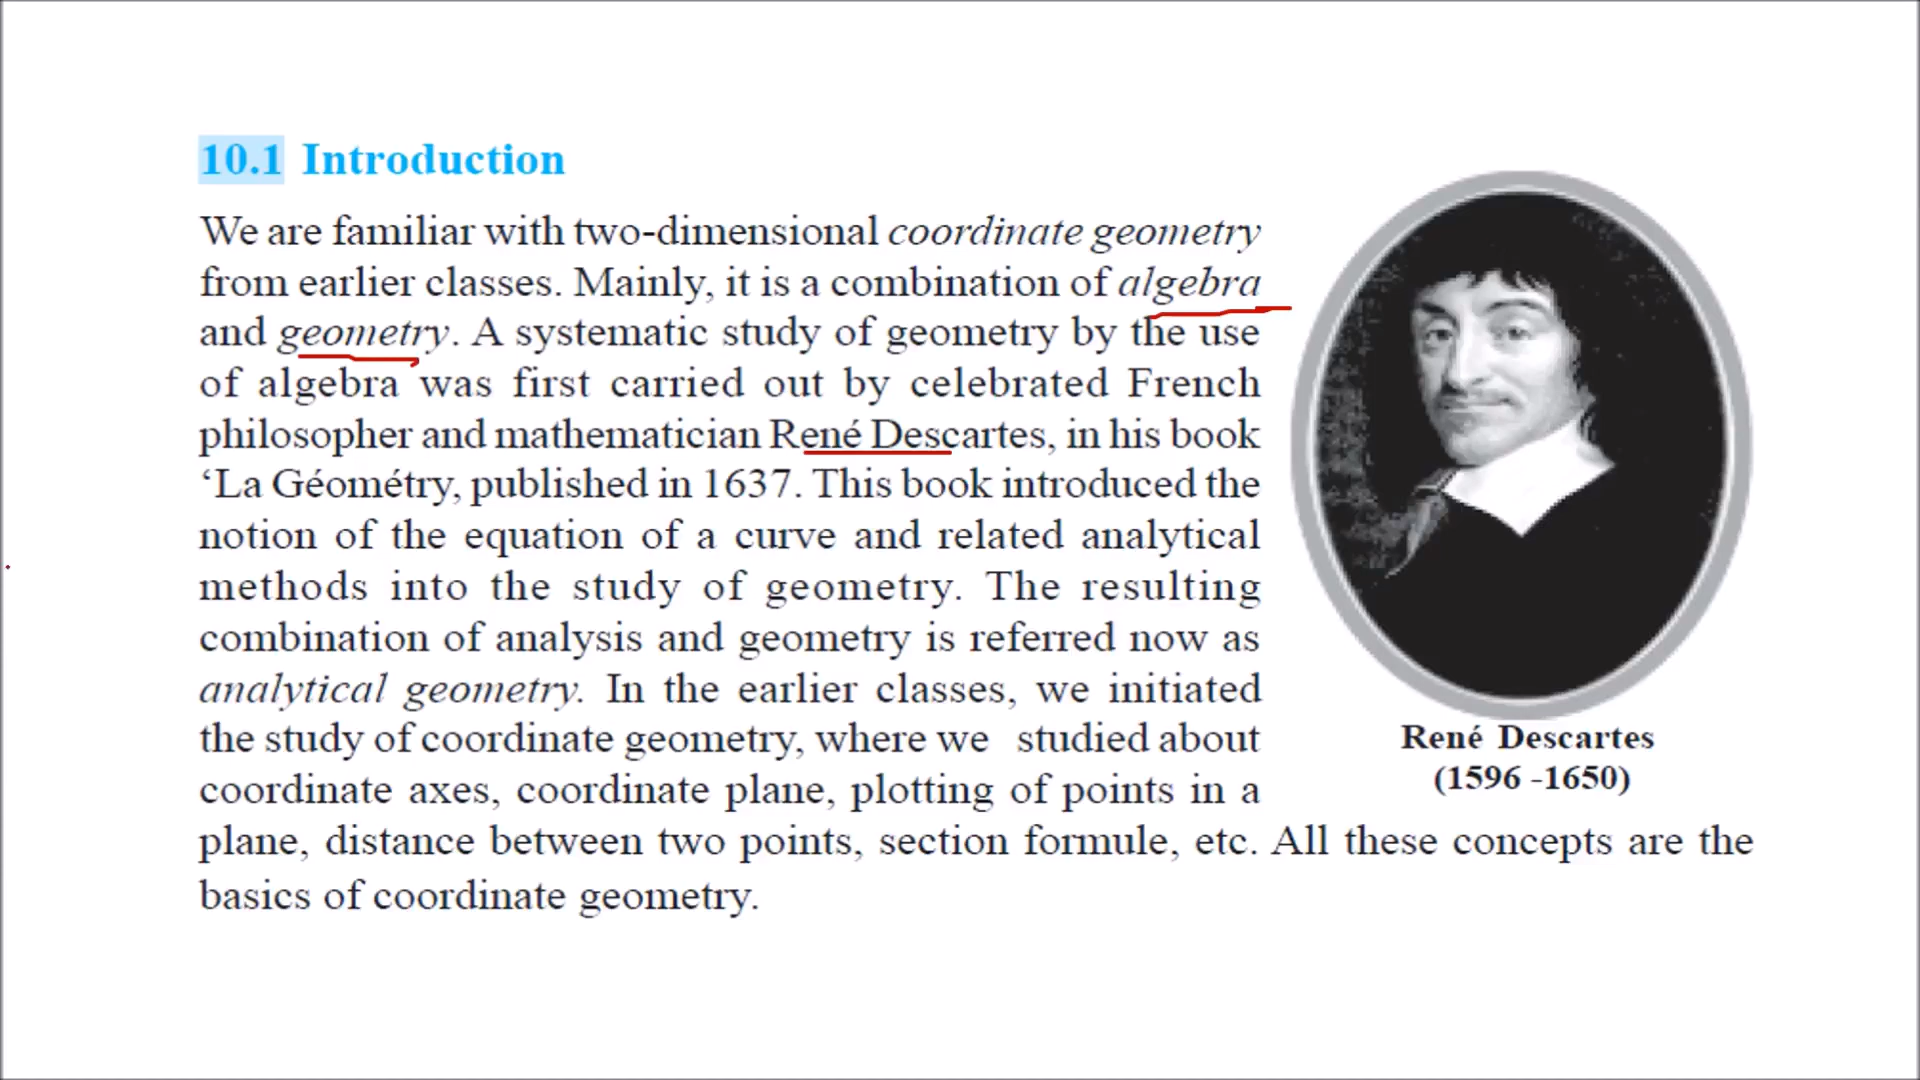 10.1 Introduction
We are familiar with two-dimensional coordinate geometry
from earlier classes. Mainly, it is a combination of algebra
and geometry. A systematic study of geometry by the use
of algebra was first carried out by celebrated French
philosopher and mathematician René Descartes, in his book
‘La Géométry, published in 1637. This book introduced the
notion of the equation of a curve and related analytical
methods into the study of geometry. The resulting
combination of analysis and geometry is referred now as
analytical geometry. In the earlier classes, we initiated
the study of coordinate geometry, where we studied about
coordinate axes, coordinate plane, plotting of points in a
plane, distance between two points, section formule, etc. All these concepts are the
basics of coordinate geometry.
René Descartes
(1596 -1650)